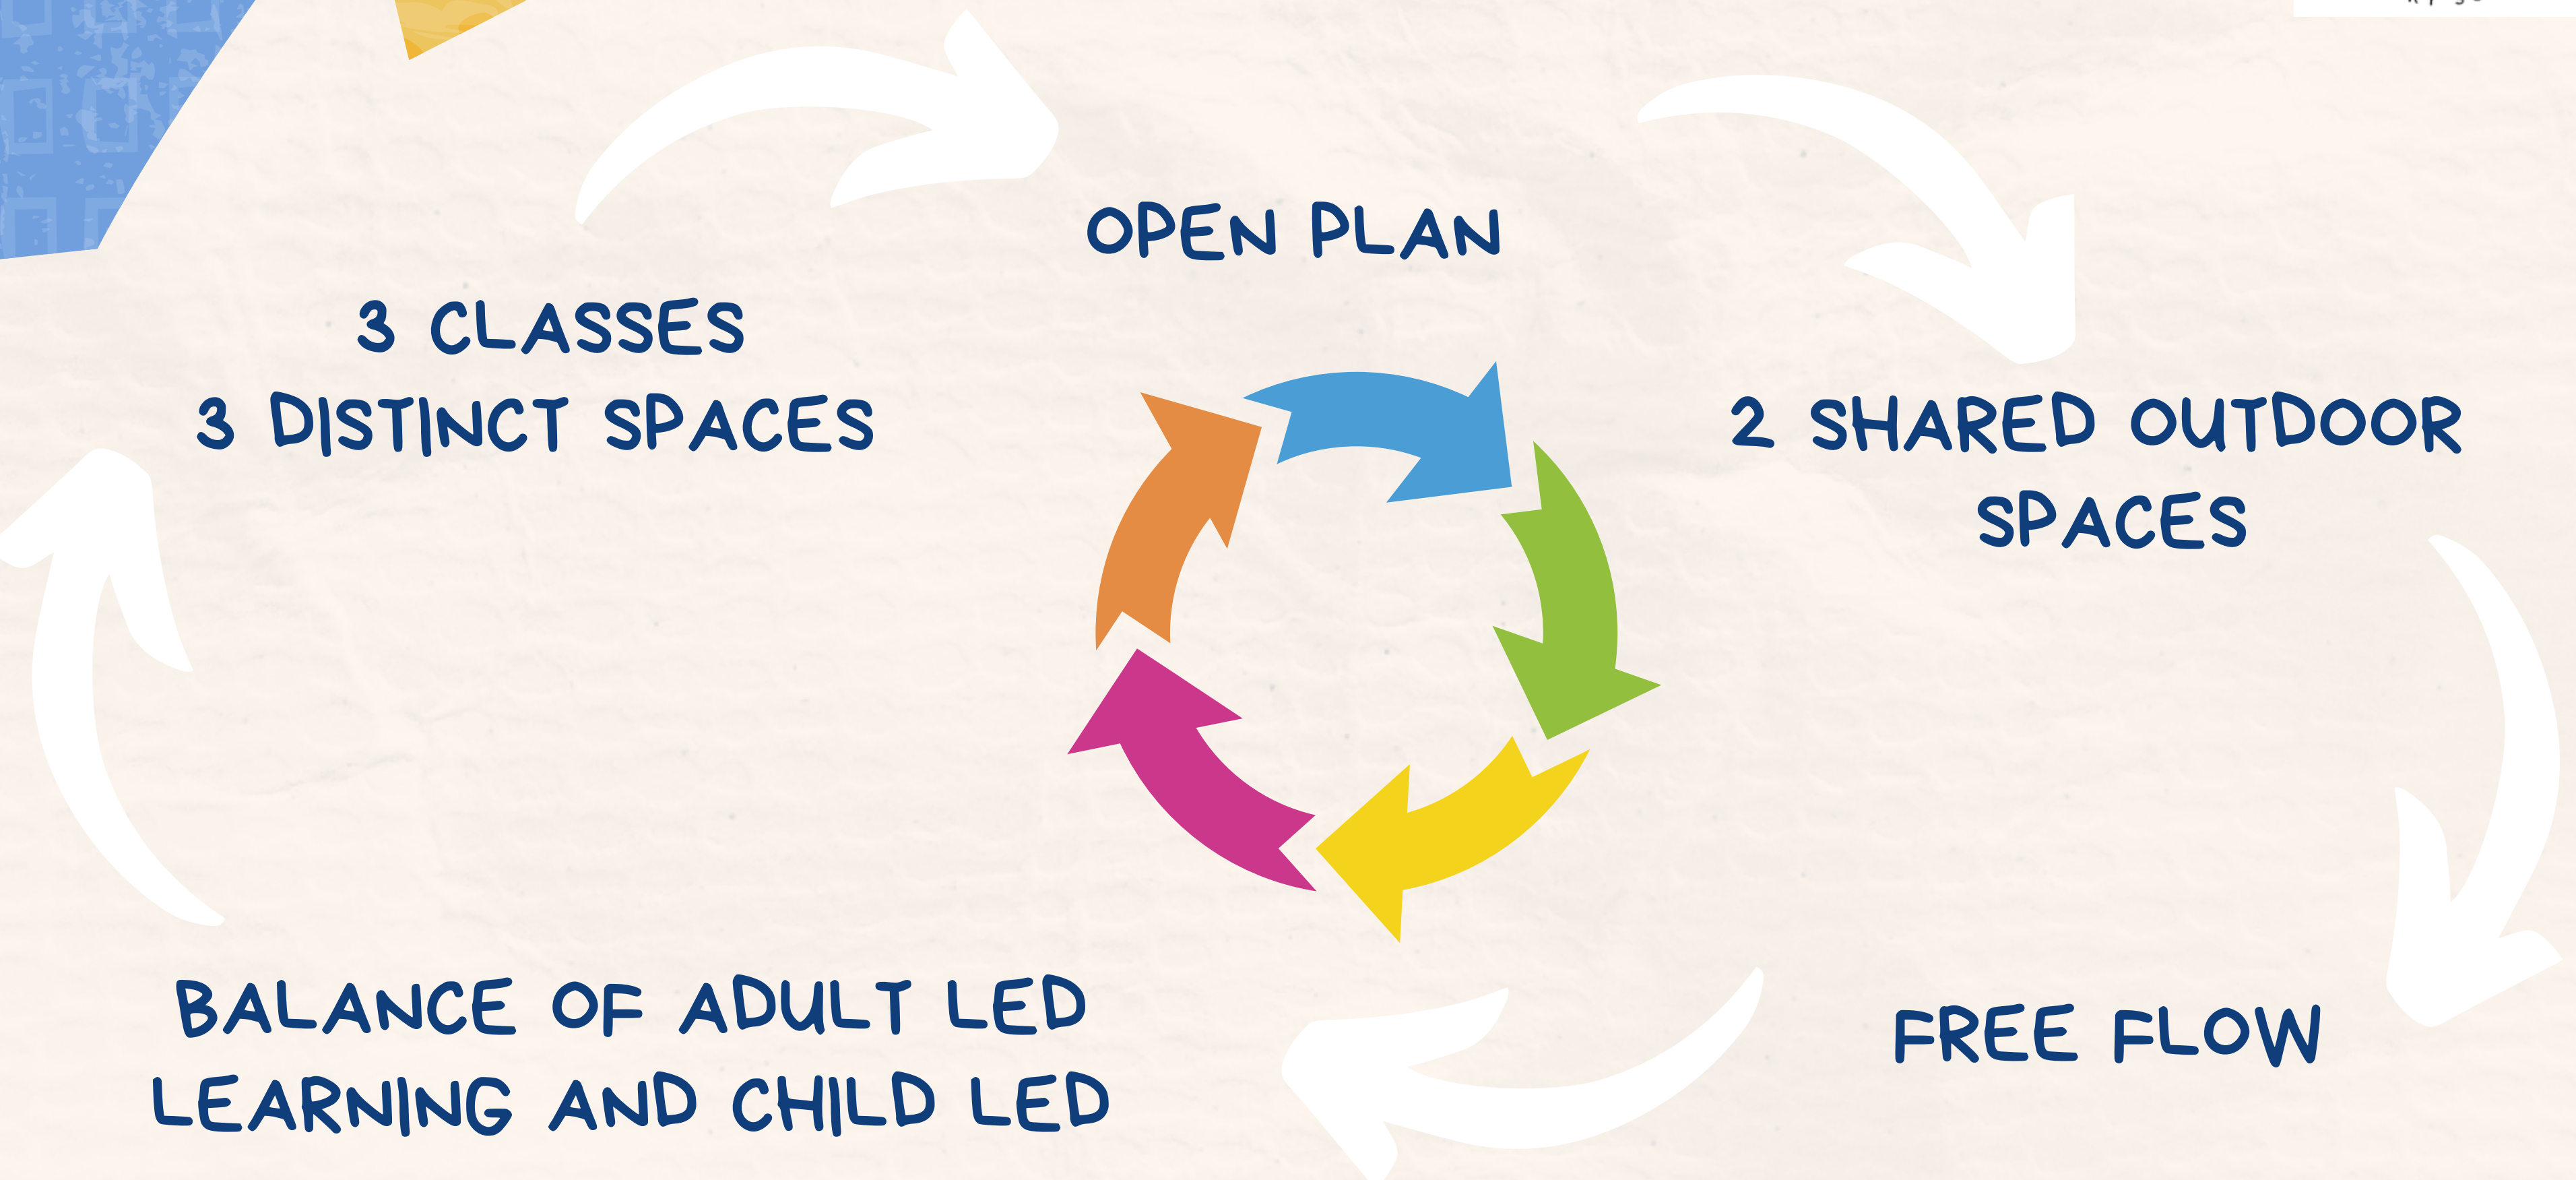 OPEN PLAN
3 CLASSES
3 DISTINCT SPACES
2 SHARED OUTDOOR
SPACES
BALANCE OF ADULT LED
LEARNING AND CHILD LED
FREE FLOW